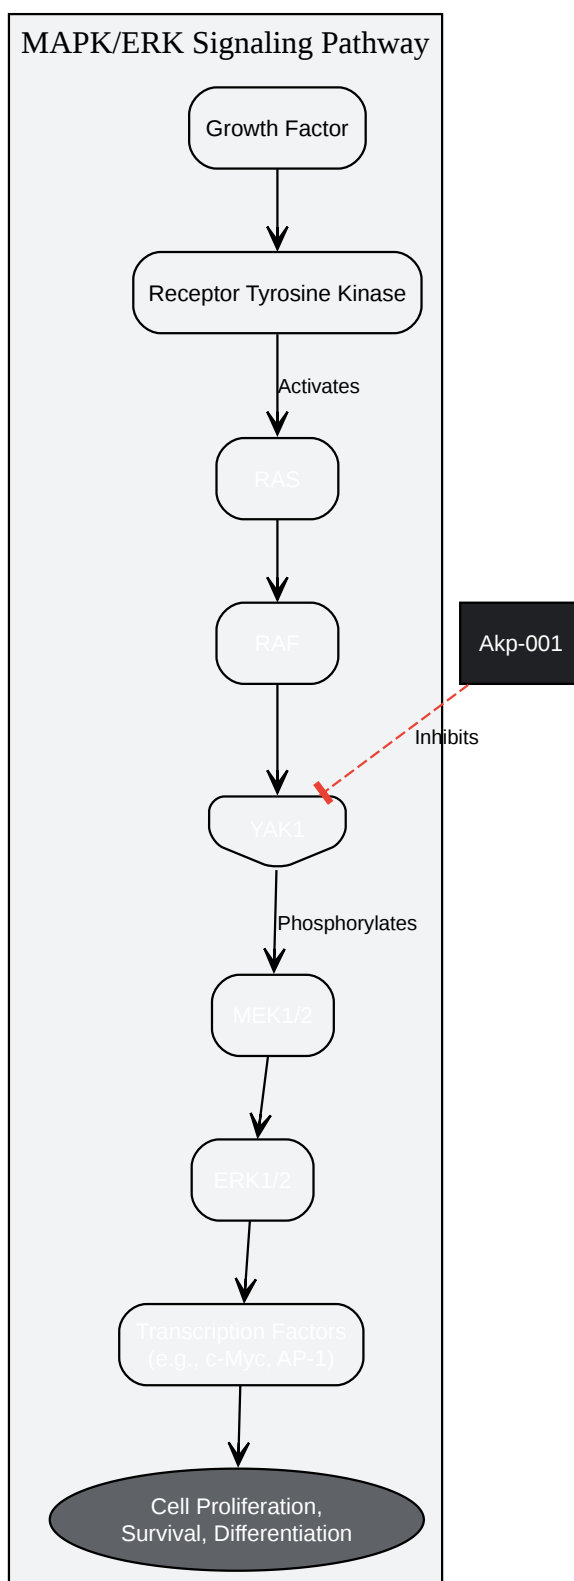 MAPK/ERK Signaling Pathway
Growth Factor
Receptor Tyrosine Kinase
Activates
RAS
RAF
Akp-001
Inhibits
YAK1
Phosphorylates
MEK1/2
ERK1/2
Transcription Factors
(e.g., c-Myc, AP-1)
Cell Proliferation,
Survival, Differentiation